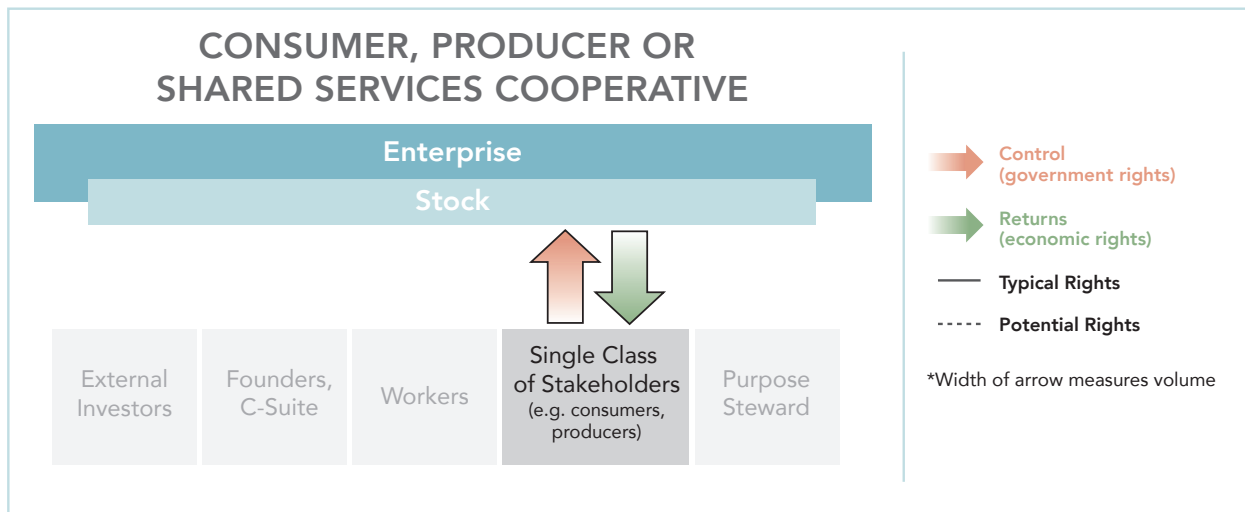 CONSUMER, PRODUCER OR
SHARED SERVICES COOPERATIVE
Enterprise
Stock
External
Investors
Founders,
C-Suite
Workers
Single Class
of Stakeholders
(e.g. consumers,
producers)
Purpose
Steward
Control
(government rights)
Returns
(economic rights)
Typical Rights
Potential Rights
*Width of arrow measures volume